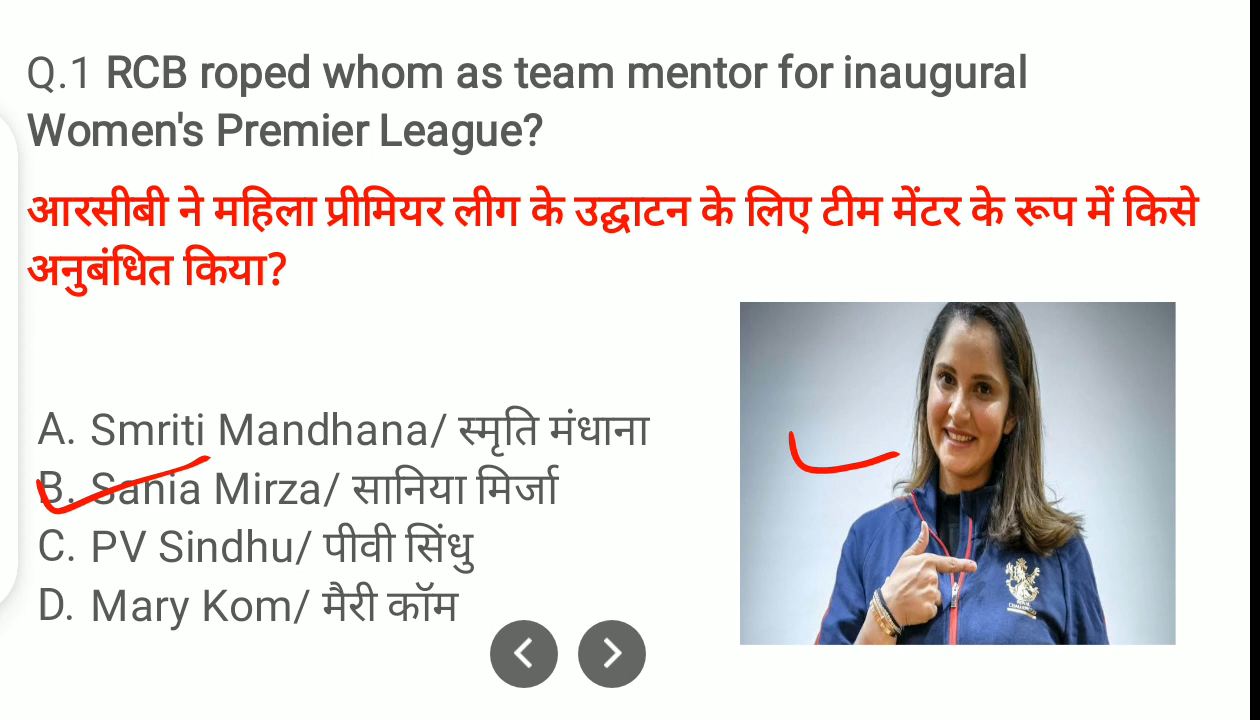 Q.1 RCB roped whom as team mentor for inaugural
Women's Premier League?
आरसीबी ने महिला प्रीमियर लीग के उद्घाटन के लिए टीम मेंटर के रूप में किसे
अनुबंधित किया?
A. Smriti Mandhana/ स्मृति मंधाना
B. Sania Mirza/ सानिया मिर्जा
C. PV Sindhu/ पीवी सिंधु
D. Mary Kom/ मैरी कॉम